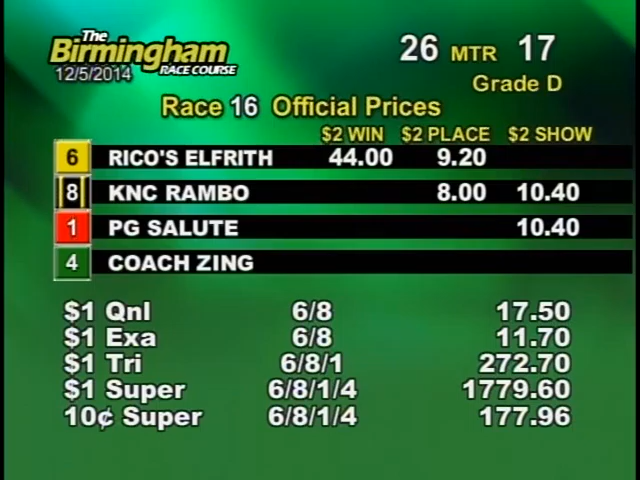 The
Birmingham
RACE COURSE
12/5/2014
26 MTR 17
Grade D
Race 16 Official Prices
$2 WIN $2 PLACE $2 SHOW
6 RICO'S ELFRITH 44.00 9.20
8 KNC RAMBO 8.00 10.40
1 PG SALUTE 10.40
4 COACH ZING
$1 Qnl 6/8 17.50
$1 Exa 6/8 11.70
$1 Tri 6/8/1 272.70
$1 Super 6/8/1/4 1779.60
10¢ Super 6/8/1/4 177.96